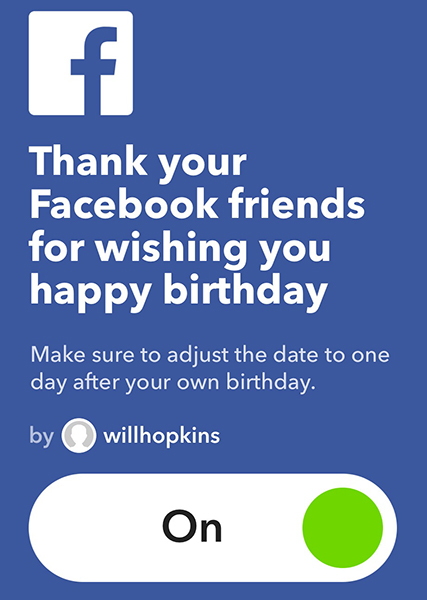 f
Thank your
Facebook friends
for wishing you
happy birthday
Make sure to adjust the date to one
day after your own birthday.
by willhopkins
On